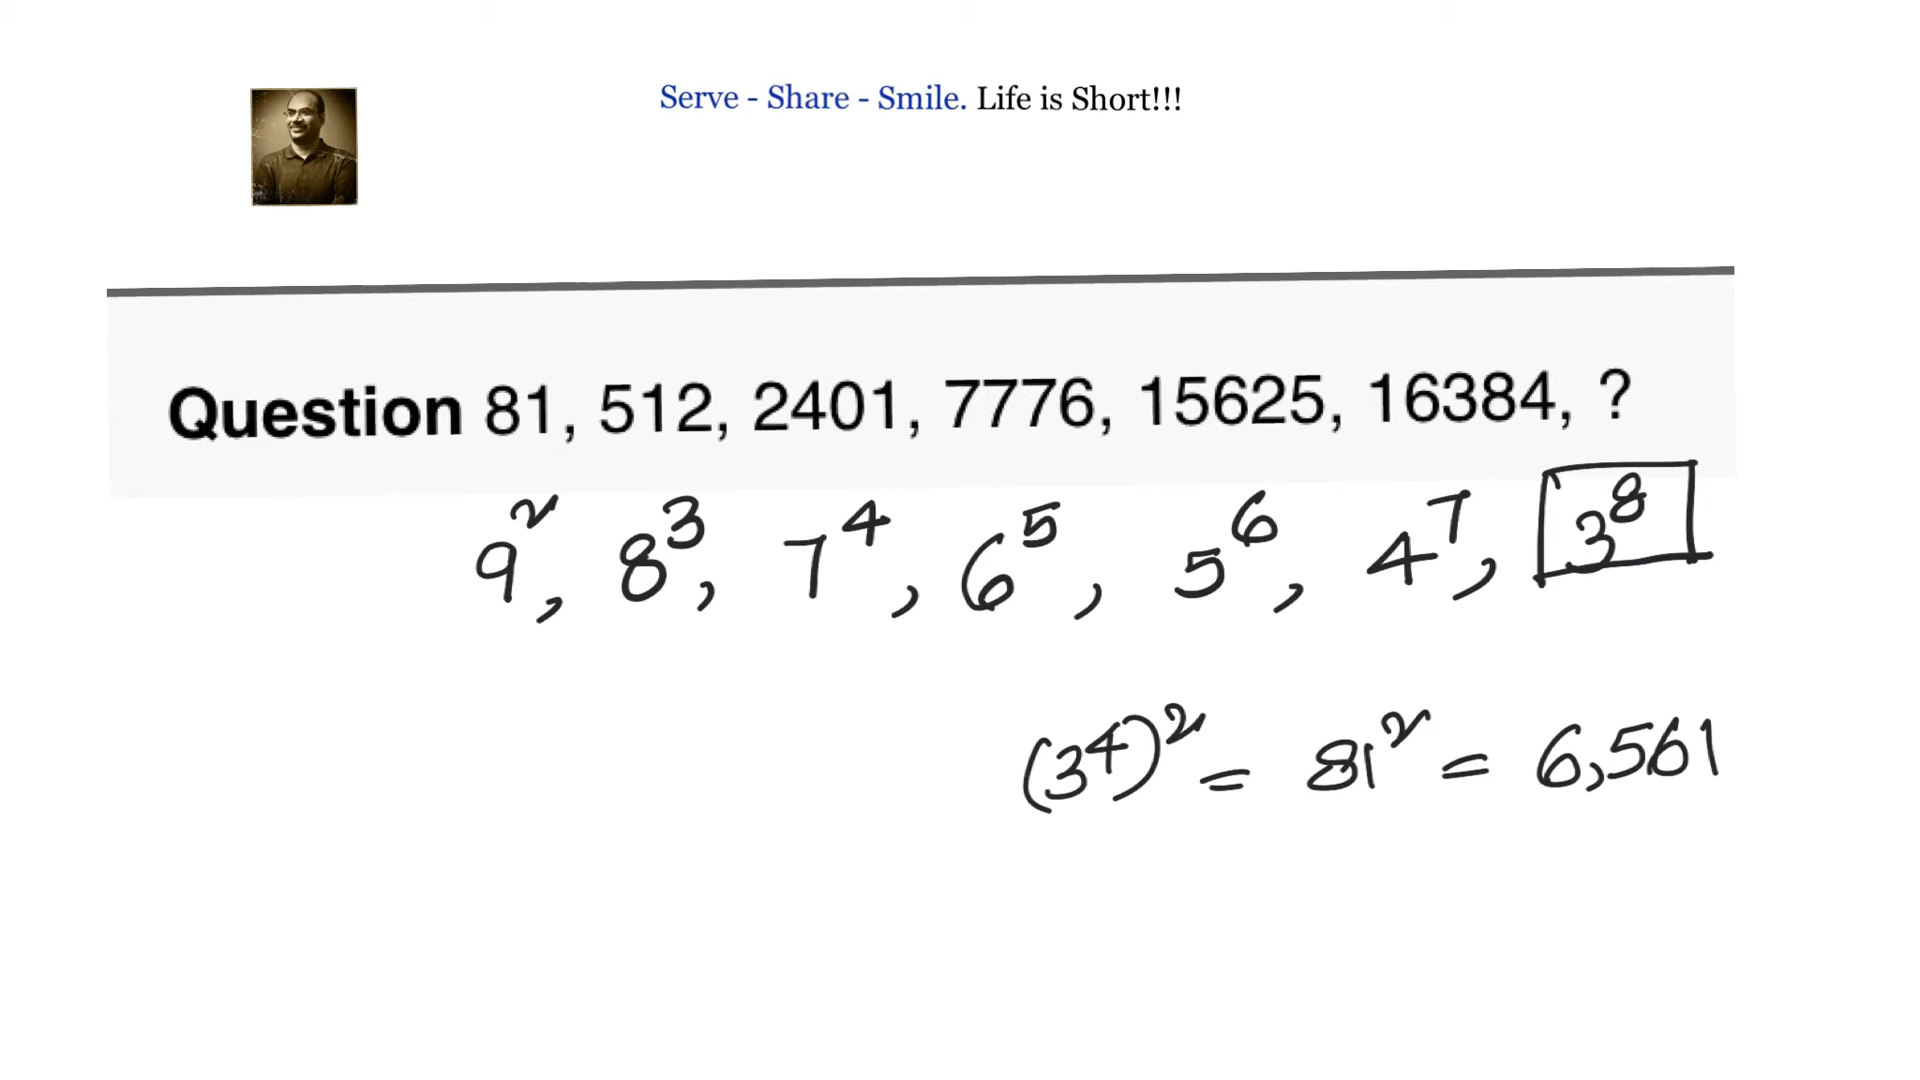 Serve - Share - Smile. Life is Short!!!
Question 81, 512, 2401, 7776, 15625, 16384, ?
9², 8³, 7⁴, 6⁵, 5⁶, 4⁷, 3⁸
(3⁴)² = 81² = 6,561